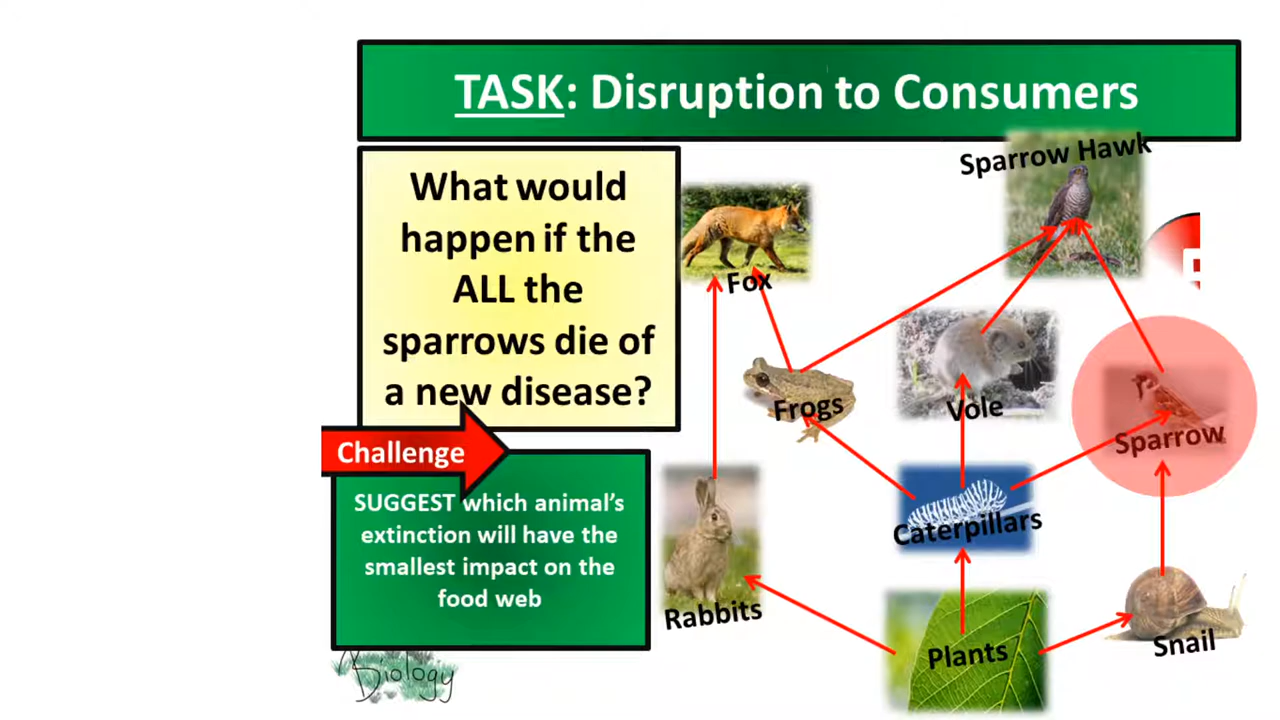 TASK: Disruption to Consumers
What would
happen if the
ALL the
sparrows die of
a new disease?
Challenge
SUGGEST which animal's
extinction will have the
smallest impact on the
food web
Sparrow Hawk
Fox
Frogs
Vole
Sparrow
Caterpillars
Rabbits
Plants
Snail
Biology